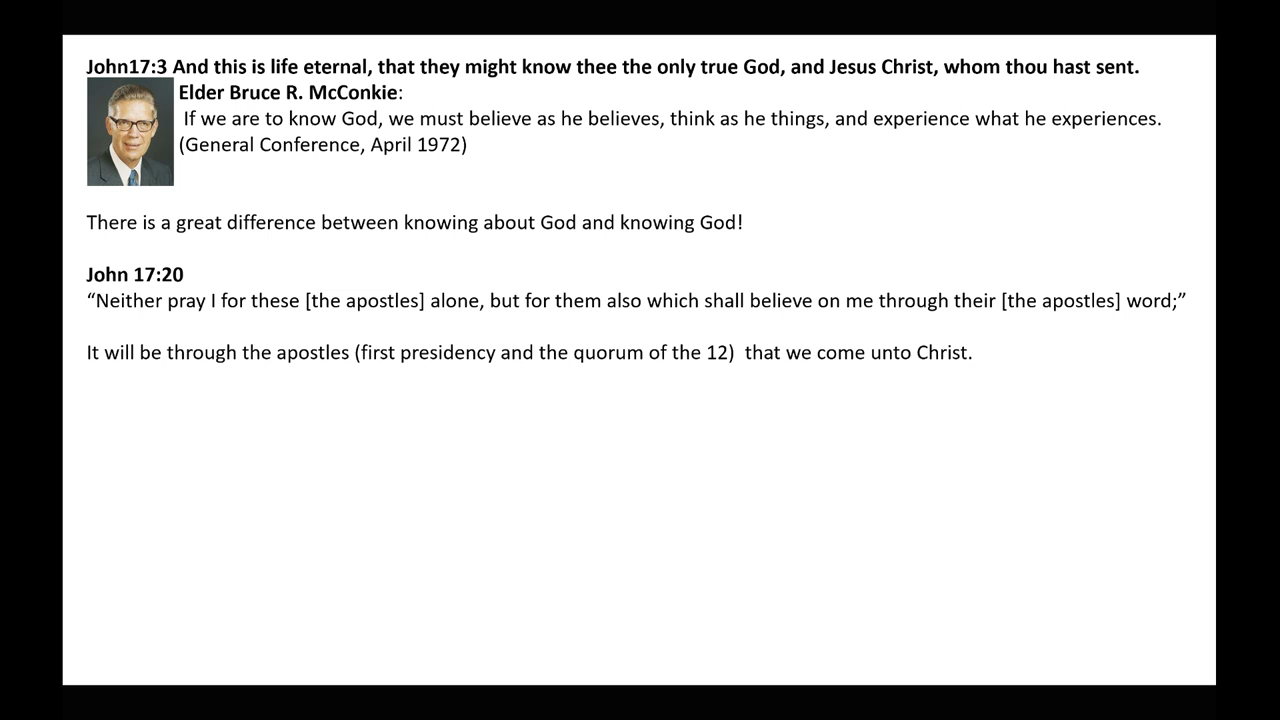 John17:3 And this is life eternal, that they might know thee the only true God, and Jesus Christ, whom thou hast sent.
Elder Bruce R. McConkie:
If we are to know God, we must believe as he believes, think as he things, and experience what he experiences.
(General Conference, April 1972)
There is a great difference between knowing about God and knowing God!
John 17:20
“Neither pray I for these [the apostles] alone, but for them also which shall believe on me through their [the apostles] word;”
It will be through the apostles (first presidency and the quorum of the 12)  that we come unto Christ.